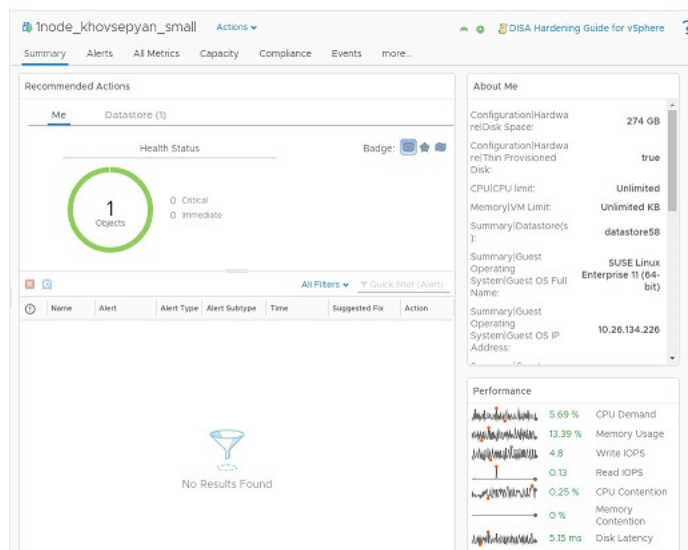 1node_khovsepyan_small
Actions
DISA Hardening Guide for vSphere
Summary Alerts All Metrics Capacity Compliance Events more...
Recommended Actions
Me Datastore (1)
Health Status
Badge:
1
Objects
0 Critical
0 Immediate
All Filters
Quick filter (Alert)
Name Alert Alert Type Alert Subtype Time Suggested Fix Action
No Results Found
About Me
Configuration|Hardwa
re|Disk Space:
274 GB
Configuration|Hardwa
re|Thin Provisioned
Disk:
true
CPU|CPU limit:
Unlimited
Memory|VM Limit:
Unlimited KB
Summary|Datastore(s
):
datastore58
Summary|Guest
Operating
System|Guest OS Full
Name:
SUSE Linux
Enterprise 11 (64-
bit)
Summary|Guest
Operating
System|Guest OS IP
Address:
10.26.134.226
Performance
5.69 % CPU Demand
13.39 % Memory Usage
4.8 Write IOPS
0.13 Read IOPS
0.25 % CPU Contention
0 % Memory
Contention
5.15 ms Disk Latency